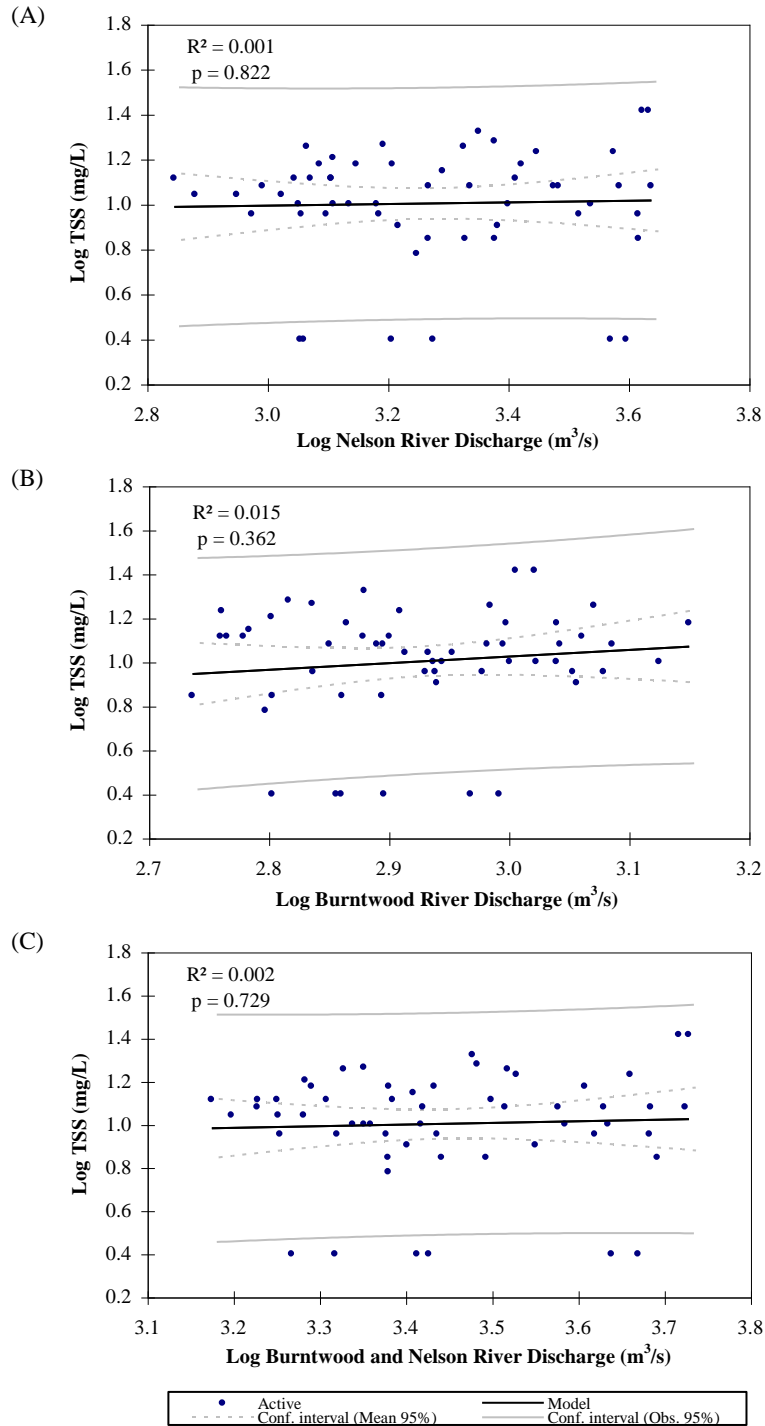 (A)
R² = 0.001
p = 0.822
1.8
1.6
1.4
1.2
1.0
0.8
0.6
0.4
0.2
Log TSS (mg/L)
2.8 3.0 3.2 3.4 3.6 3.8
Log Nelson River Discharge (m³/s)
(B)
R² = 0.015
p = 0.362
1.8
1.6
1.4
1.2
1.0
0.8
0.6
0.4
0.2
Log TSS (mg/L)
2.7 2.8 2.9 3.0 3.1 3.2
Log Burntwood River Discharge (m³/s)
(C)
R² = 0.002
p = 0.729
1.8
1.6
1.4
1.2
1.0
0.8
0.6
0.4
0.2
Log TSS (mg/L)
3.1 3.2 3.3 3.4 3.5 3.6 3.7 3.8
Log Burntwood and Nelson River Discharge (m³/s)
Active Model
Conf. interval (Mean 95%) Conf. interval (Obs. 95%)